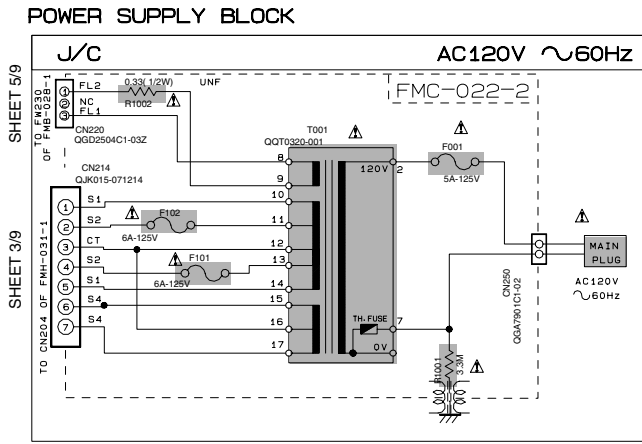 POWER SUPPLY BLOCK
J/C
AC120V ∿60Hz
SHEET 5/9
TO FW230
OF FMB-028-1
1 FL2
2 NC
3 FL1
0.33( 1/2W)
R1002
UNF
FMC-022-2
CN220
QGD2504C1-03Z
T001
QQT0320-001
F001
5A-125V
8
9
10
11
12
13
14
15
16
17
120V
2
CN214
QJK015-071214
SHEET 3/9
TO CN204 OF FMH-031-1
1 S1
2 S2
3 CT
4 S2
5 S1
6 S4
7 S4
F102
6A-125V
F101
6A-125V
TH.FUSE
7
0V
CN250
QGA7901C1-02
MAIN
PLUG
AC120V
∿60Hz
R1001
3.3M